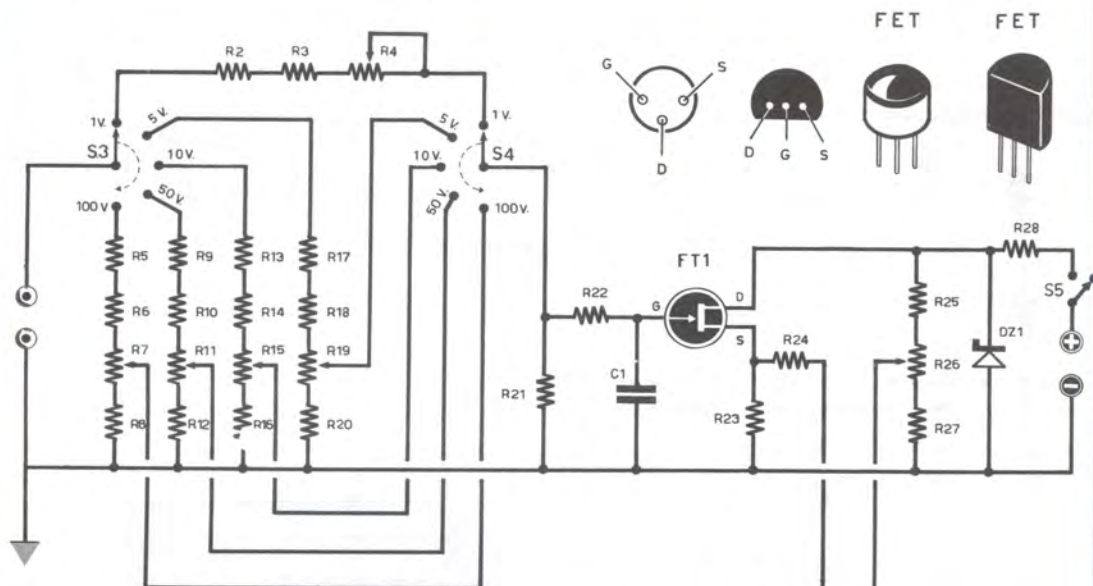 FET FET
R2 R3 R4
G S
D
D G S
1V. 5V. 5V. 1V.
S3 10V. 10V. S4
50V. 50V.
100V 100V.
R5 R9 R13 R17
R6 R10 R14 R18
R7 R11 R15 R19
R8 R12 R16 R20
R21
R22
C1
FT1
G D
S
R24
R23
R28
S5
R25
DZ1
R26
R27
+
-